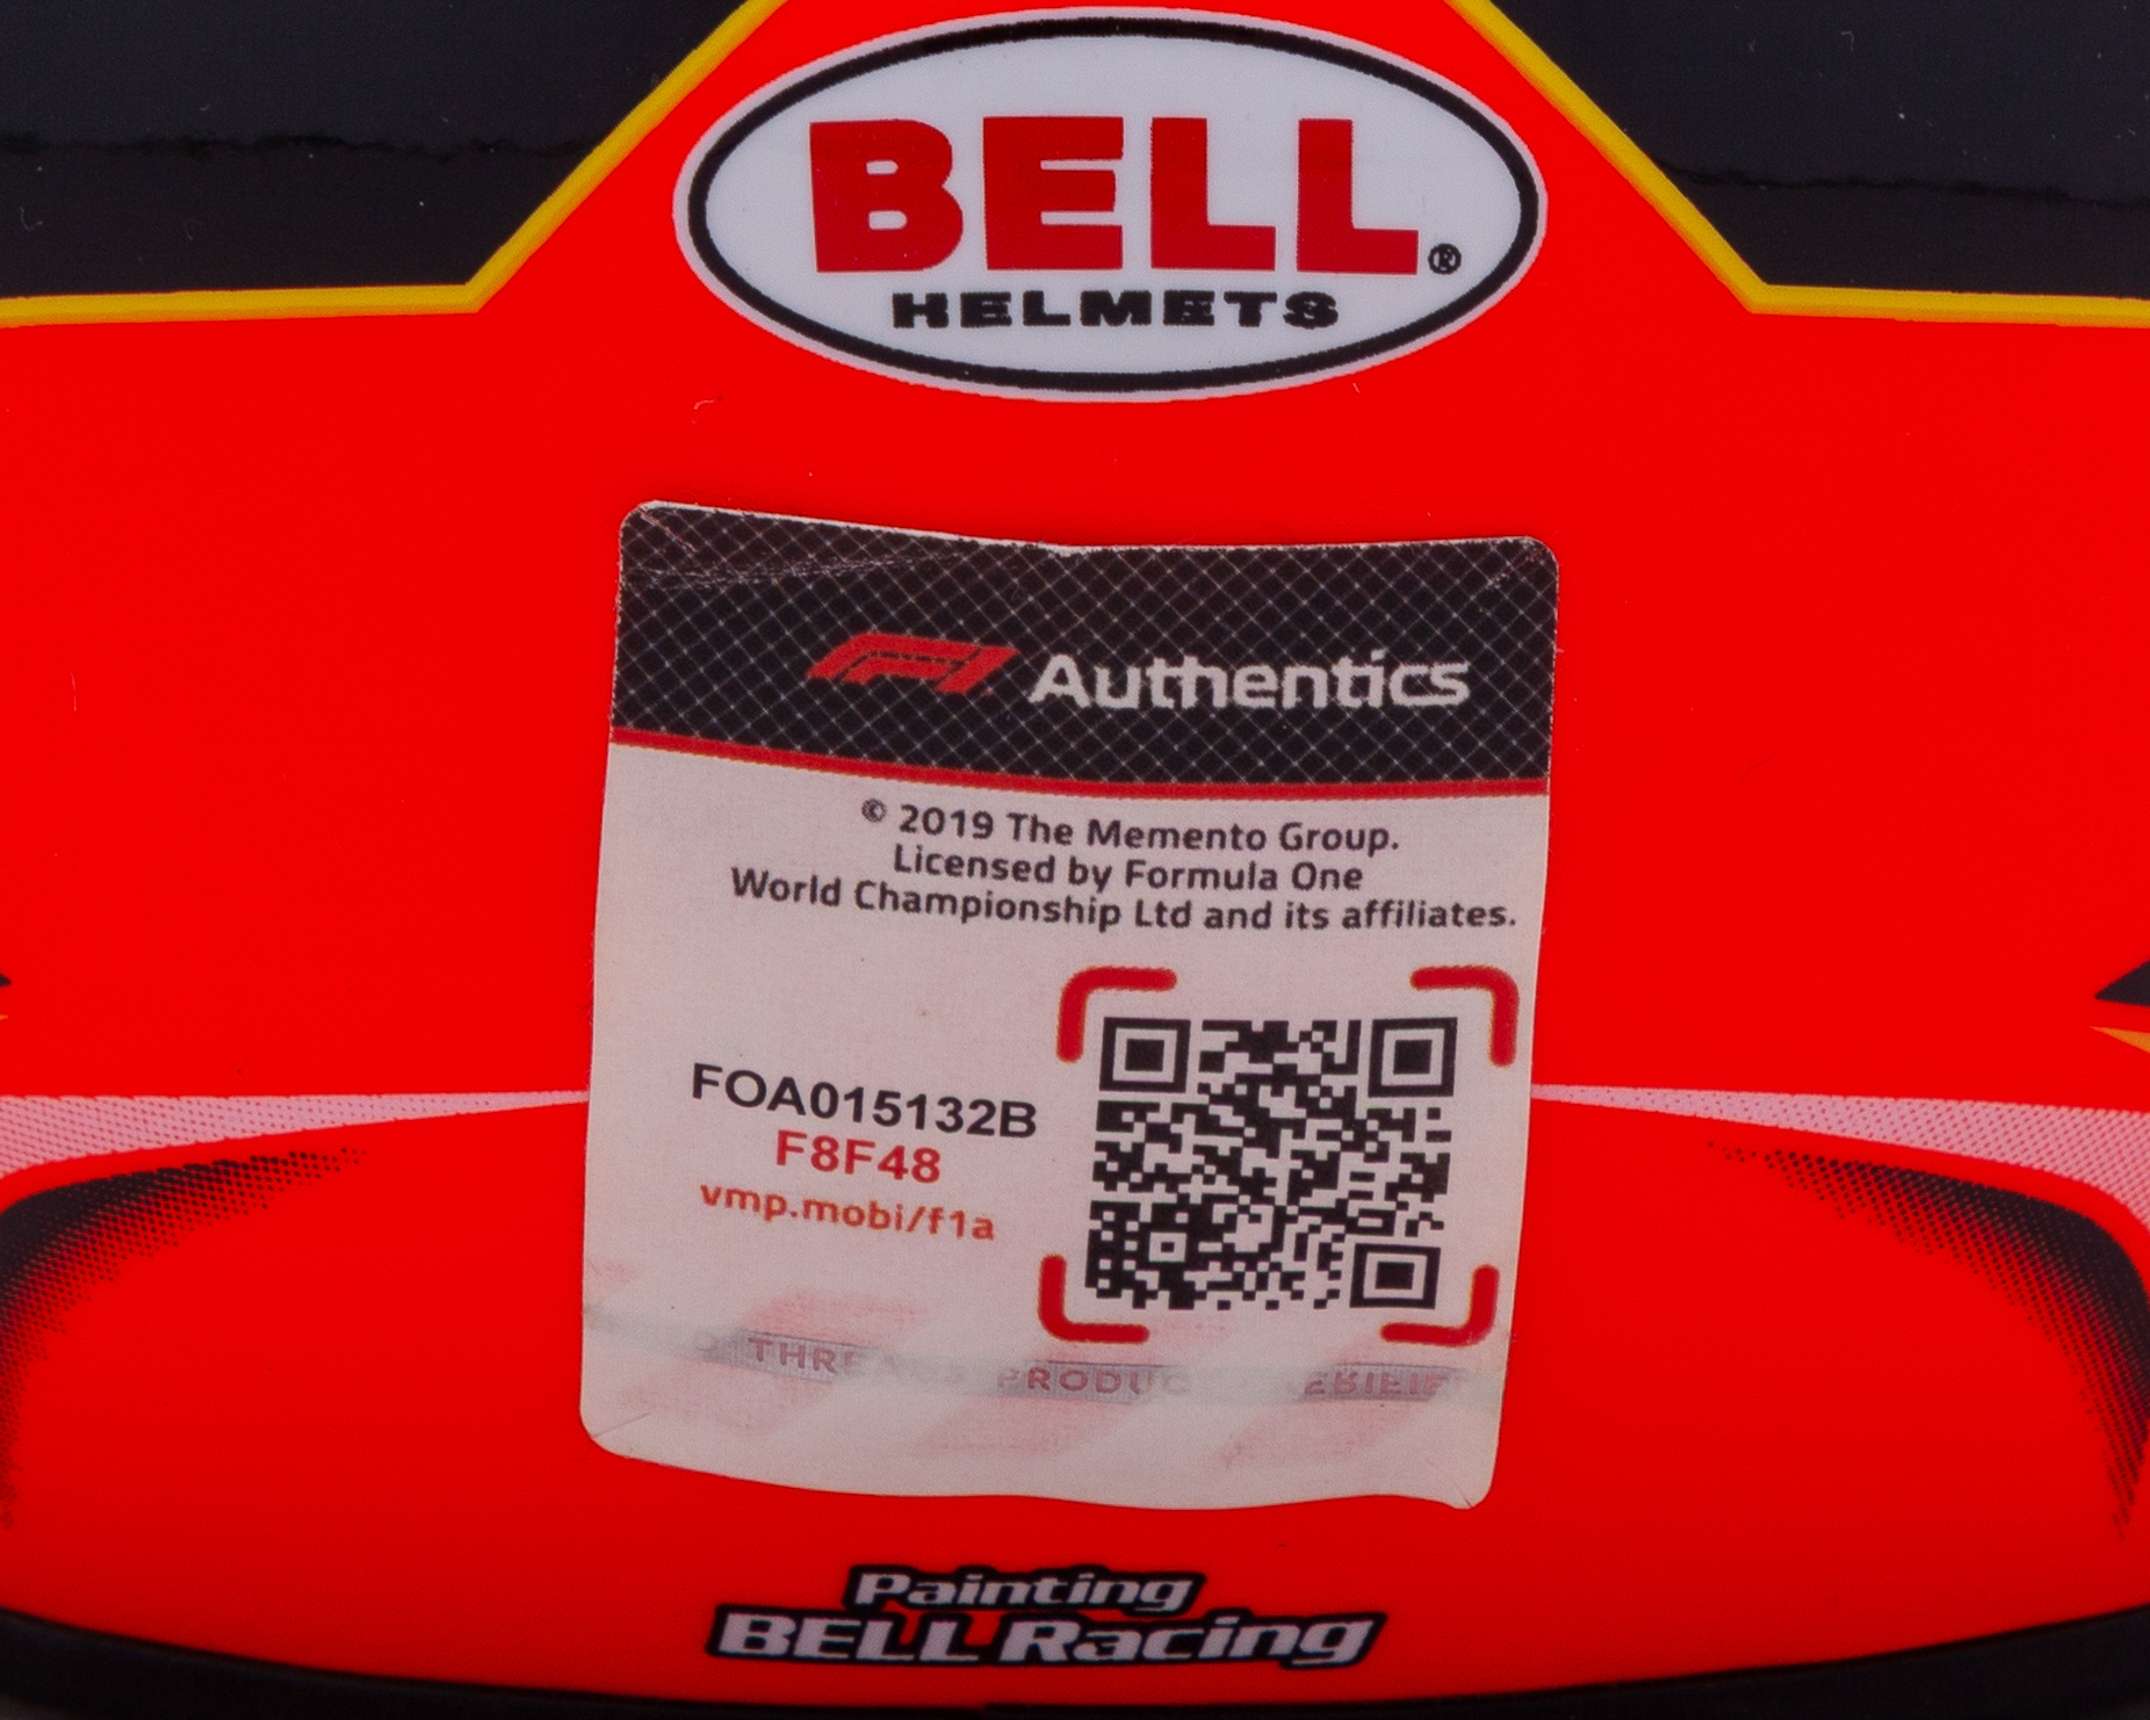 BELL®
HELMETS
F1 Authentics
© 2019 The Memento Group.
Licensed by Formula One
World Championship Ltd and its affiliates.
FOA015132B
F8F48
vmp.mobi/f1a
PRODUC
Painting
BELL Racing